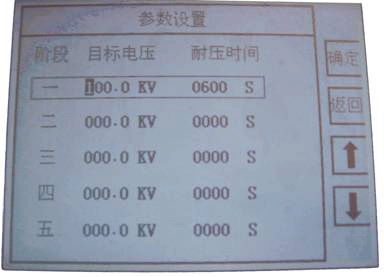 参数设置
阶段 目标电压 耐压时间
一 100.0 KV 0600 S
二 000.0 KV 0000 S
三 000.0 KV 0000 S
四 000.0 KV 0000 S
五 000.0 KV 0000 S
确定
返回